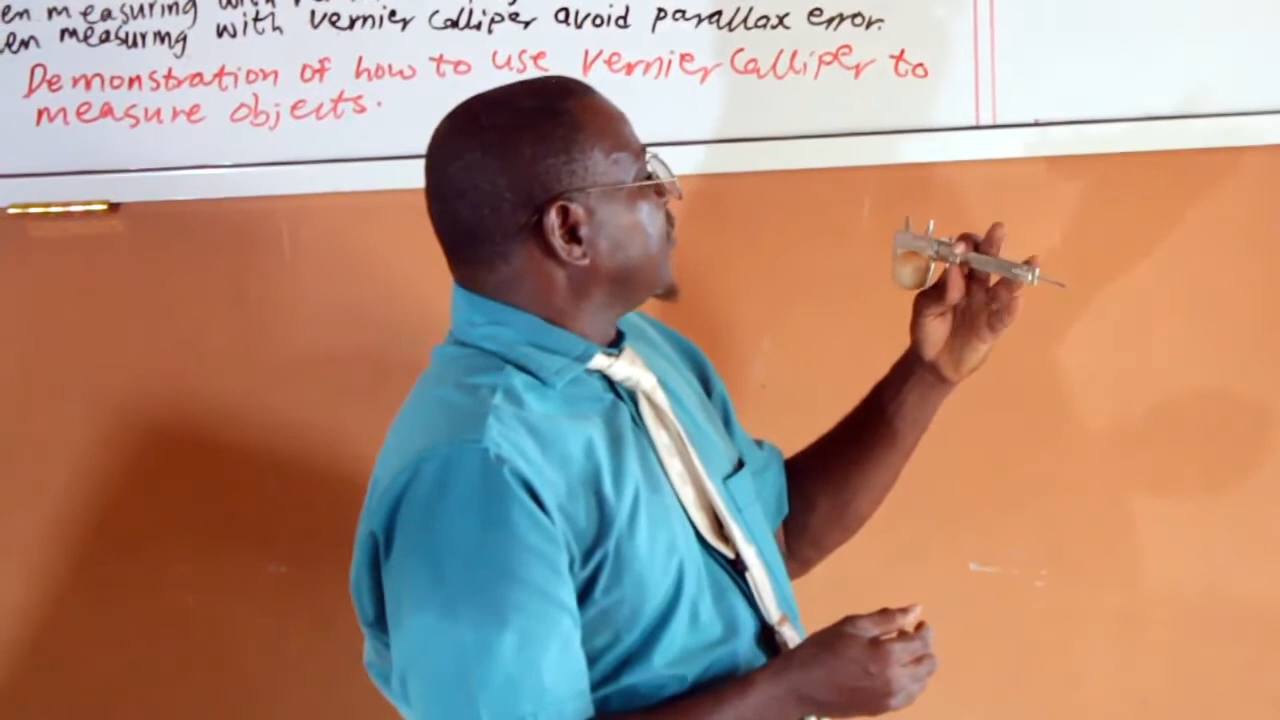 en measuring with
en measuring with vernier Calliper avoid parallax error.
Demonstration of how to use vernier Calliper to
measure objects.